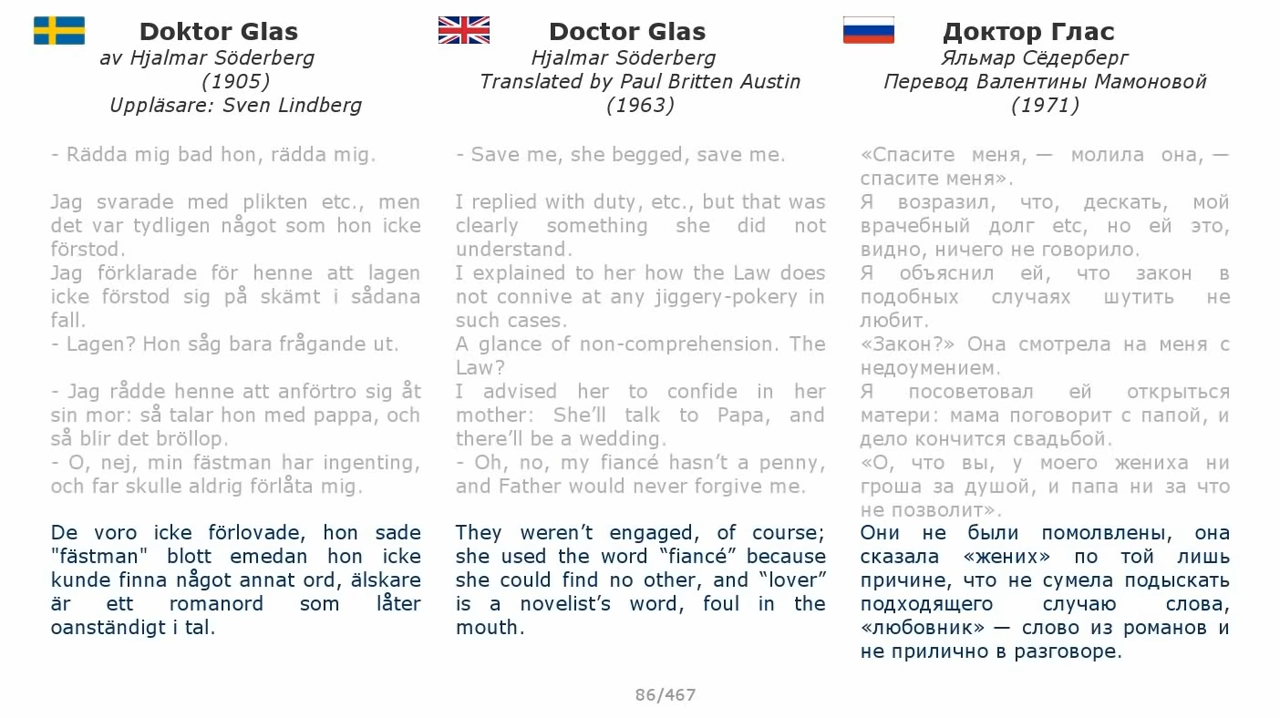 Doktor Glas
av Hjalmar Söderberg
(1905)
Uppläsare: Sven Lindberg
- Rädda mig bad hon, rädda mig.
Jag svarade med plikten etc., men
det var tydligen något som hon icke
förstod.
Jag förklarade för henne att lagen
icke förstod sig på skämt i sådana
fall.
- Lagen? Hon såg bara frågande ut.
- Jag rådde henne att anförtro sig åt
sin mor: så talar hon med pappa, och
så blir det bröllop.
- O, nej, min fästman har ingenting,
och far skulle aldrig förlåta mig.
De voro icke förlovade, hon sade
"fästman" blott emedan hon icke
kunde finna något annat ord, älskare
är ett romanord som låter
oanständigt i tal.
Doctor Glas
Hjalmar Söderberg
Translated by Paul Britten Austin
(1963)
- Save me, she begged, save me.
I replied with duty, etc., but that was
clearly something she did not
understand.
I explained to her how the Law does
not connive at any jiggery-pokery in
such cases.
A glance of non-comprehension. The
Law?
I advised her to confide in her
mother: She’ll talk to Papa, and
there’ll be a wedding.
- Oh, no, my fiancé hasn’t a penny,
and Father would never forgive me.
They weren’t engaged, of course;
she used the word “fiancé” because
she could find no other, and “lover”
is a novelist’s word, foul in the
mouth.
Доктор Глас
Яльмар Сёдерберг
Перевод Валентины Мамоновой
(1971)
«Спасите меня, — молила она, —
спасите меня».
Я возразил, что, дескать, мой
врачебный долг etc, но ей это,
видно, ничего не говорило.
Я объяснил ей, что закон в
подобных случаях шутить не
любит.
«Закон?» Она смотрела на меня с
недоумением.
Я посоветовал ей открыться
матери: мама поговорит с папой, и
дело кончится свадьбой.
«О, что вы, у моего жениха ни
гроша за душой, и папа ни за что
не позволит».
Они не были помолвлены, она
сказала «жених» по той лишь
причине, что не сумела подыскать
подходящего случаю слова,
«любовник» — слово из романов и
не прилично в разговоре.
86/467